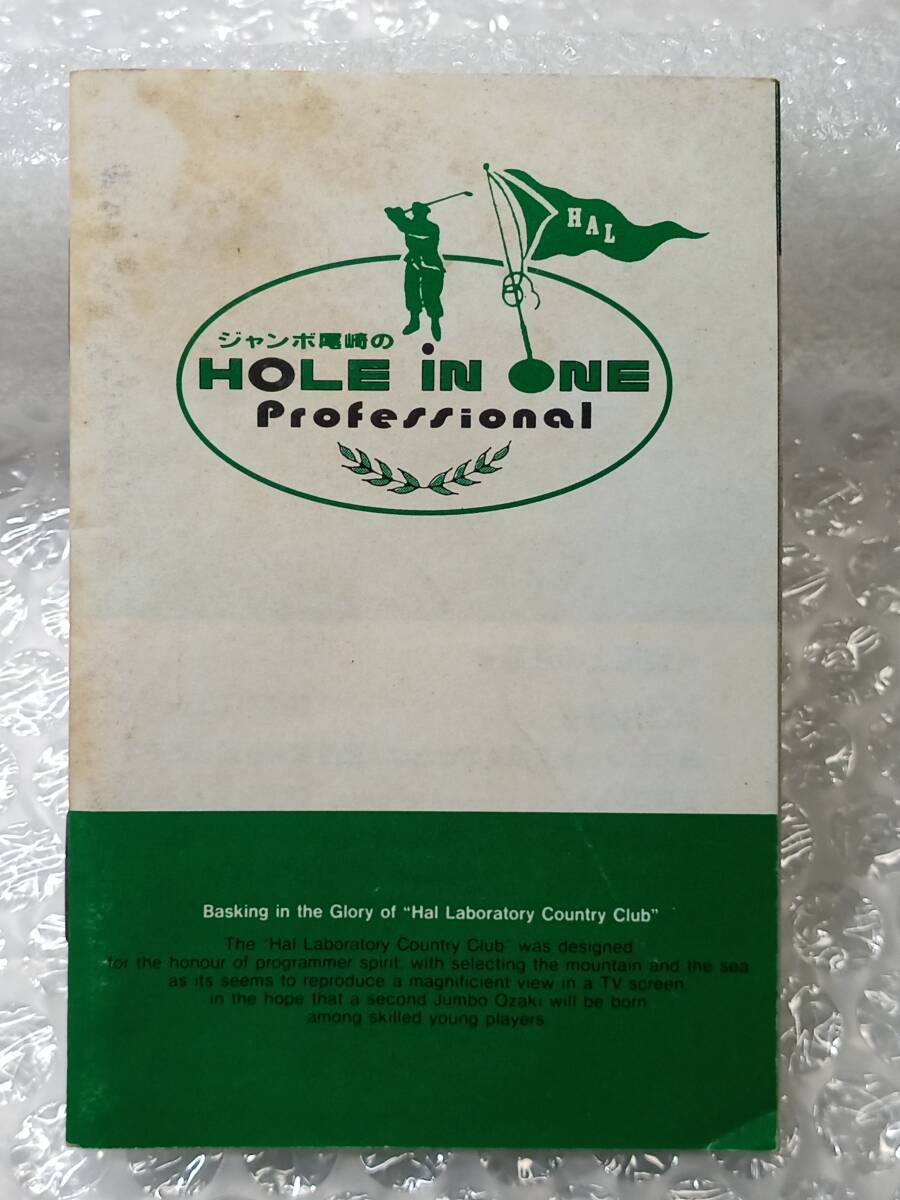 HAL
ジャンボ尾崎の
HOLE iN ONE
Professional
Basking in the Glory of "Hal Laboratory Country Club"
The "Hal Laboratory Country Club" was designed
for the honour of programmer spirit, with selecting the mountain and the sea
as its seems to reproduce a magnificient view in a TV screen,
in the hope that a second Jumbo Ozaki will be born
among skilled young players